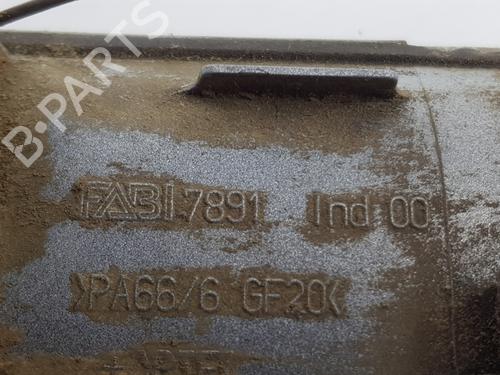 B-PARTS
FABI 7891 Ind 00
>PA66/6 GF20<